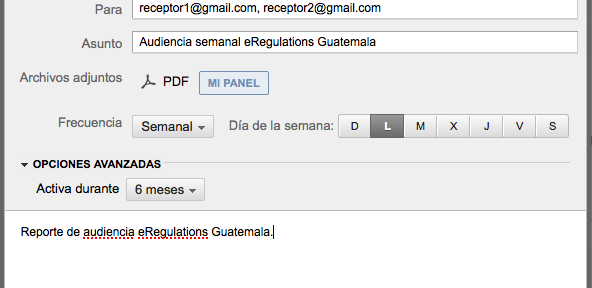 Para receptor1@gmail.com, receptor2@gmail.com
Asunto Audiencia semanal eRegulations Guatemala
Archivos adjuntos PDF MI PANEL
Frecuencia Semanal Día de la semana: D L M X J V S
OPCIONES AVANZADAS
Activa durante 6 meses
Reporte de audiencia eRegulations Guatemala.